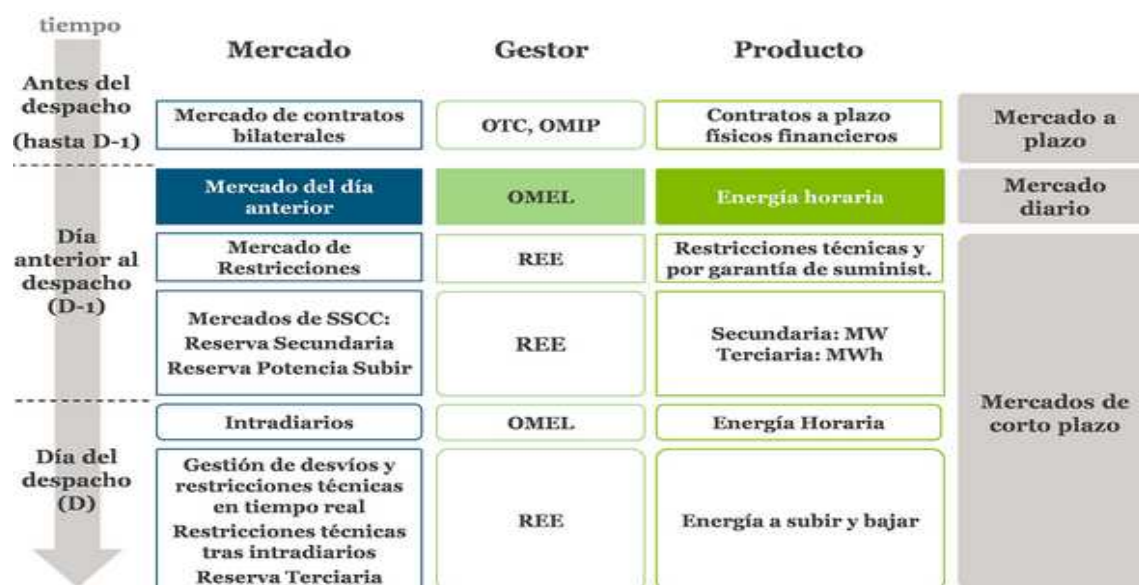 tiempo
Mercado
Gestor
Producto
Antes del
despacho
(hasta D-1)
Mercado de contratos
bilaterales
OTC, OMIP
Contratos a plazo
físicos financieros
Mercado a
plazo
Mercado del día
anterior
OMEL
Energía horaria
Mercado
diario
Día
anterior al
despacho
(D-1)
Mercado de
Restricciones
REE
Restricciones técnicas y
por garantía de suminist.
Mercados de SSCC:
Reserva Secundaria
Reserva Potencia Subir
REE
Secundaria: MW
Terciaria: MWh
Mercados de
corto plazo
Día del
despacho
(D)
Intradiarios
OMEL
Energía Horaria
Gestión de desvíos y
restricciones técnicas
en tiempo real
Restricciones técnicas
tras intradiarios
Reserva Terciaria
REE
Energía a subir y bajar